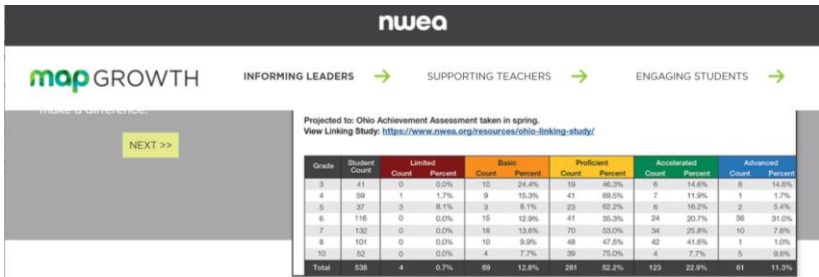 nwea
map GROWTH INFORMING LEADERS → SUPPORTING TEACHERS → ENGAGING STUDENTS →
make a difference.
NEXT >>
Projected to: Ohio Achievement Assessment taken in spring.
View Linking Study: https://www.nwea.org/resources/ohio-linking-study/
Grade Student Count Limited Basic Proficient Accelerated Advanced
Count Percent Count Percent Count Percent Count Percent Count Percent
3 41 0 0.0% 10 24.4% 19 46.3% 6 14.6% 6 14.6%
4 59 1 1.7% 9 15.3% 41 69.5% 7 11.9% 1 1.7%
5 37 3 8.1% 3 8.1% 23 62.2% 6 16.2% 2 5.4%
6 116 0 0.0% 15 12.9% 41 35.3% 24 20.7% 36 31.0%
7 132 0 0.0% 18 13.6% 70 53.0% 34 25.8% 10 7.6%
8 101 0 0.0% 10 9.9% 48 47.5% 42 41.6% 1 1.0%
10 52 0 0.0% 4 7.7% 39 75.0% 4 7.7% 5 9.6%
Total 538 4 0.7% 69 12.8% 281 52.2% 123 22.9% 61 11.3%